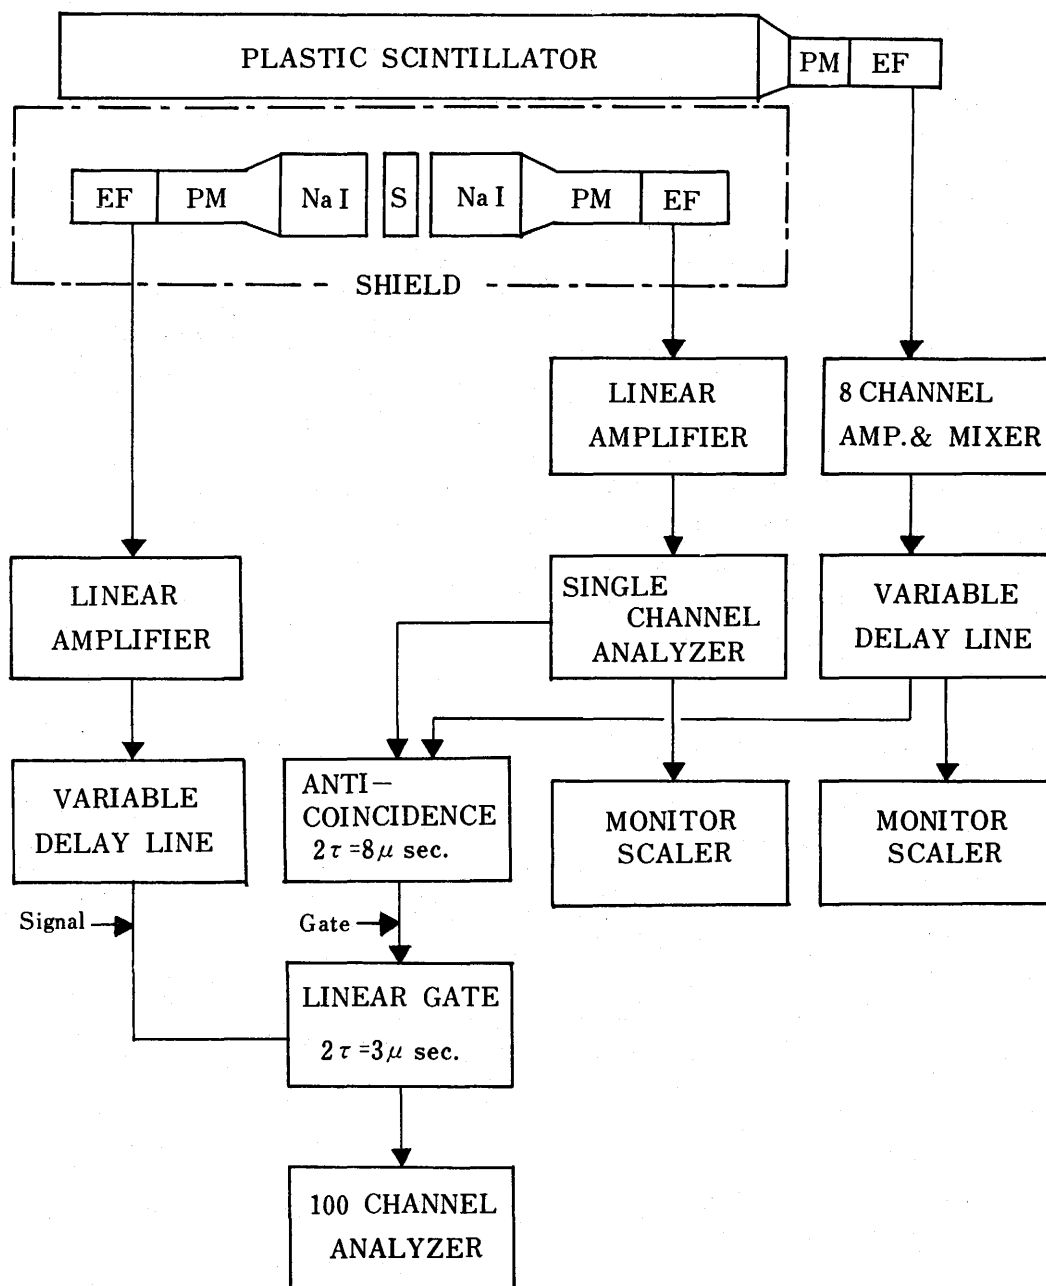 PLASTIC SCINTILLATOR
PM
EF
EF
PM
NaI
S
NaI
PM
EF
SHIELD
LINEAR
AMPLIFIER
8 CHANNEL
AMP. & MIXER
LINEAR
AMPLIFIER
SINGLE
CHANNEL
ANALYZER
VARIABLE
DELAY LINE
VARIABLE
DELAY LINE
ANTI-
COINCIDENCE
2τ=8μ sec.
MONITOR
SCALER
MONITOR
SCALER
Signal
Gate
LINEAR GATE
2τ=3μ sec.
100 CHANNEL
ANALYZER